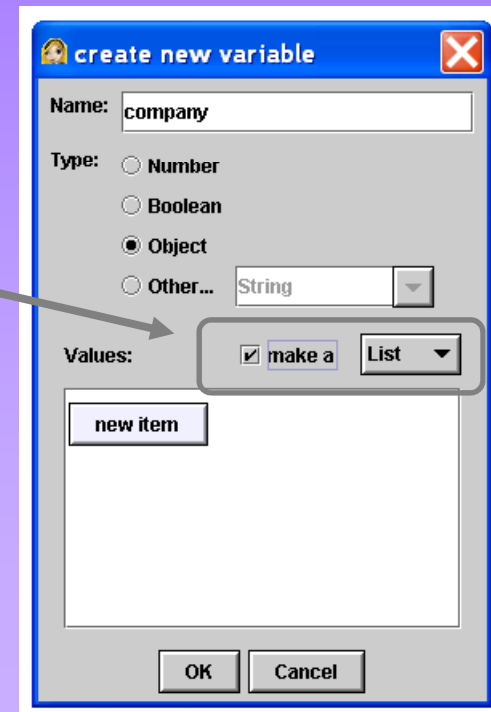 create new variable
Name: company
Type: Number
Boolean
Object
Other... String
Values: make a List
new item
OK Cancel